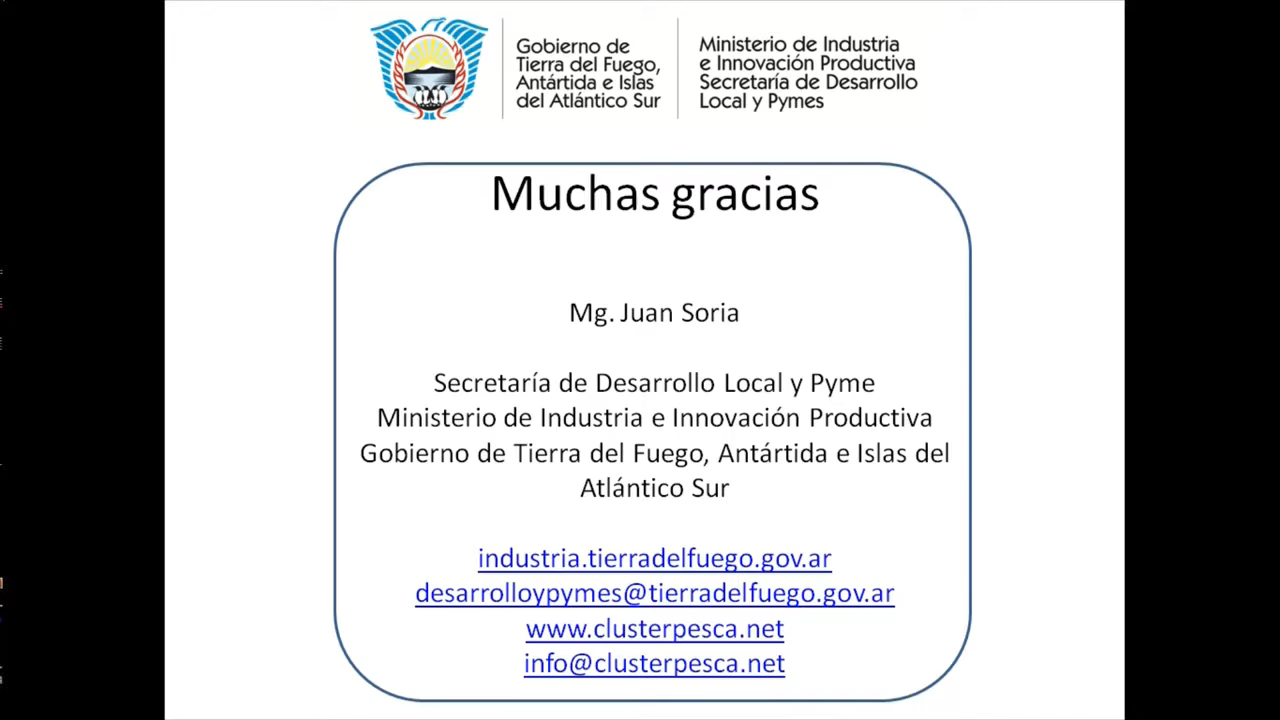 Gobierno de
Tierra del Fuego,
Antártida e Islas
del Atlántico Sur
Ministerio de Industria
e Innovación Productiva
Secretaría de Desarrollo
Local y Pymes
Muchas gracias
Mg. Juan Soria
Secretaría de Desarrollo Local y Pyme
Ministerio de Industria e Innovación Productiva
Gobierno de Tierra del Fuego, Antártida e Islas del
Atlántico Sur
industria.tierradelfuego.gov.ar
desarrolloypymes@tierradelfuego.gov.ar
www.clusterpesca.net
info@clusterpesca.net